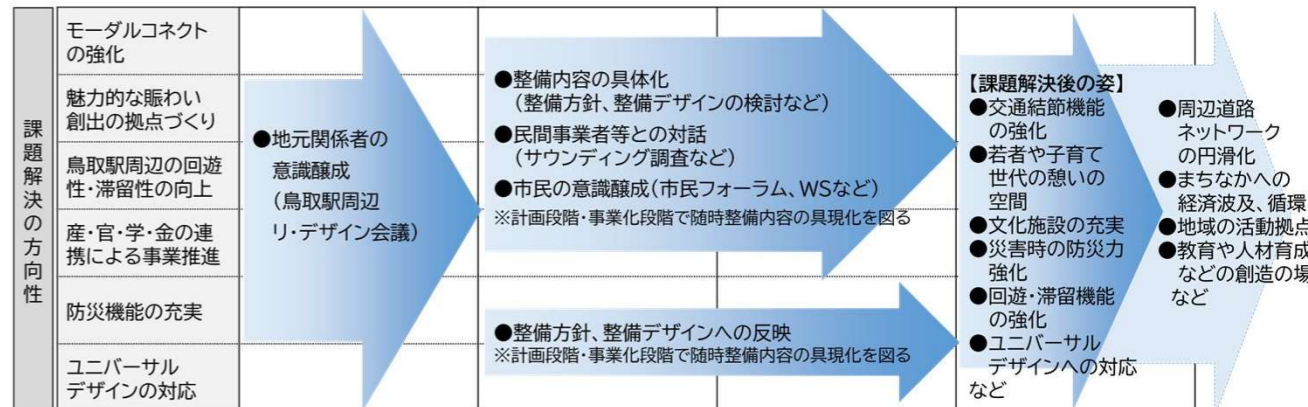 課題解決の方向性
モーダルコネクト
の強化
魅力的な賑わい
創出の拠点づくり
鳥取駅周辺の回遊
性・滞留性の向上
産・官・学・金の連
携による事業推進
防災機能の充実
ユニバーサル
デザインの対応
●地元関係者の
意識醸成
(鳥取駅周辺
リ・デザイン会議)
●整備内容の具体化
(整備方針、整備デザインの検討など)
●民間事業者等との対話
(サウンディング調査など)
●市民の意識醸成(市民フォーラム、WSなど)
※計画段階・事業化段階で随時整備内容の具現化を図る
●整備方針、整備デザインへの反映
※計画段階・事業化段階で随時整備内容の具現化を図る
【課題解決後の姿】
●交通結節機能
の強化
●若者や子育て
世代の憩いの
空間
●文化施設の充実
●災害時の防災力
強化
●回遊・滞留機能
の強化
●ユニバーサル
デザインへの対応
など
●周辺道路
ネットワーク
の円滑化
●まちなかへの
経済波及、循環
●地域の活動拠点
●教育や人材育成
などの創造の場
など